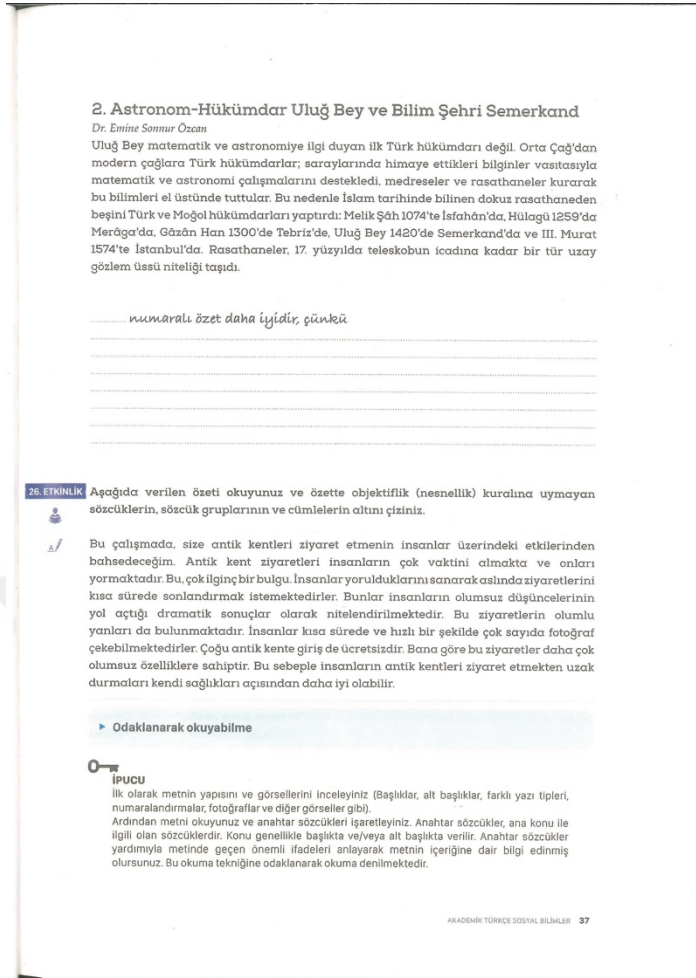 2. Astronom-Hükümdar Uluğ Bey ve Bilim Şehri Semerkand
Dr. Emine Sonnur Özcan
Uluğ Bey matematik ve astronomiye ilgi duyan ilk Türk hükümdarı değil. Orta Çağ'dan
modern çağlara Türk hükümdarlar; saraylarında himaye ettikleri bilginler vasıtasıyla
matematik ve astronomi çalışmalarını destekledi, medreseler ve rasathaneler kurarak
bu bilimleri el üstünde tuttular. Bu nedenle İslam tarihinde bilinen dokuz rasathaneden
beşini Türk ve Moğol hükümdarları yaptırdı: Melik Şâh 1074'te İsfahân'da, Hülagü 1259'da
Merâga'da, Gâzân Han 1300'de Tebriz'de, Uluğ Bey 1420'de Semerkand'da ve III. Murat
1574'te İstanbul'da. Rasathaneler, 17. yüzyılda teleskobun icadına kadar bir tür uzay
gözlem üssü niteliği taşıdı.
............ numaralı özet daha iyidir, çünkü
26. ETKİNLİK Aşağıda verilen özeti okuyunuz ve özette objektiflik (nesnellik) kuralına uymayan
sözcüklerin, sözcük gruplarının ve cümlelerin altını çiziniz.
Bu çalışmada, size antik kentleri ziyaret etmenin insanlar üzerindeki etkilerinden
bahsedeceğim. Antik kent ziyaretleri insanların çok vaktini almakta ve onları
yormaktadır. Bu, çok ilginç bir bulgu. İnsanlar yorulduklarını sanarak aslında ziyaretlerini
kısa sürede sonlandırmak istemektedirler. Bunlar insanların olumsuz düşüncelerinin
yol açtığı dramatik sonuçlar olarak nitelendirilmektedir. Bu ziyaretlerin olumlu
yanları da bulunmaktadır. İnsanlar kısa sürede ve hızlı bir şekilde çok sayıda fotoğraf
çekebilmektedirler. Çoğu antik kente giriş de ücretsizdir. Bana göre bu ziyaretler daha çok
olumsuz özelliklere sahiptir. Bu sebeple insanların antik kentleri ziyaret etmekten uzak
durmaları kendi sağlıkları açısından daha iyi olabilir.
Odaklanarak okuyabilme
İPUCU
İlk olarak metnin yapısını ve görsellerini inceleyiniz (Başlıklar, alt başlıklar, farklı yazı tipleri,
numaralandırmalar, fotoğraflar ve diğer görseller gibi).
Ardından metni okuyunuz ve anahtar sözcükleri işaretleyiniz. Anahtar sözcükler, ana konu ile
ilgili olan sözcüklerdir. Konu genellikle başlıkta ve/veya alt başlıkta verilir. Anahtar sözcükler
yardımıyla metinde geçen önemli ifadeleri anlayarak metnin içeriğine dair bilgi edinmiş
olursunuz. Bu okuma tekniğine odaklanarak okuma denilmektedir.
AKADEMİK TÜRKÇE SOSYAL BİLİMLER 37